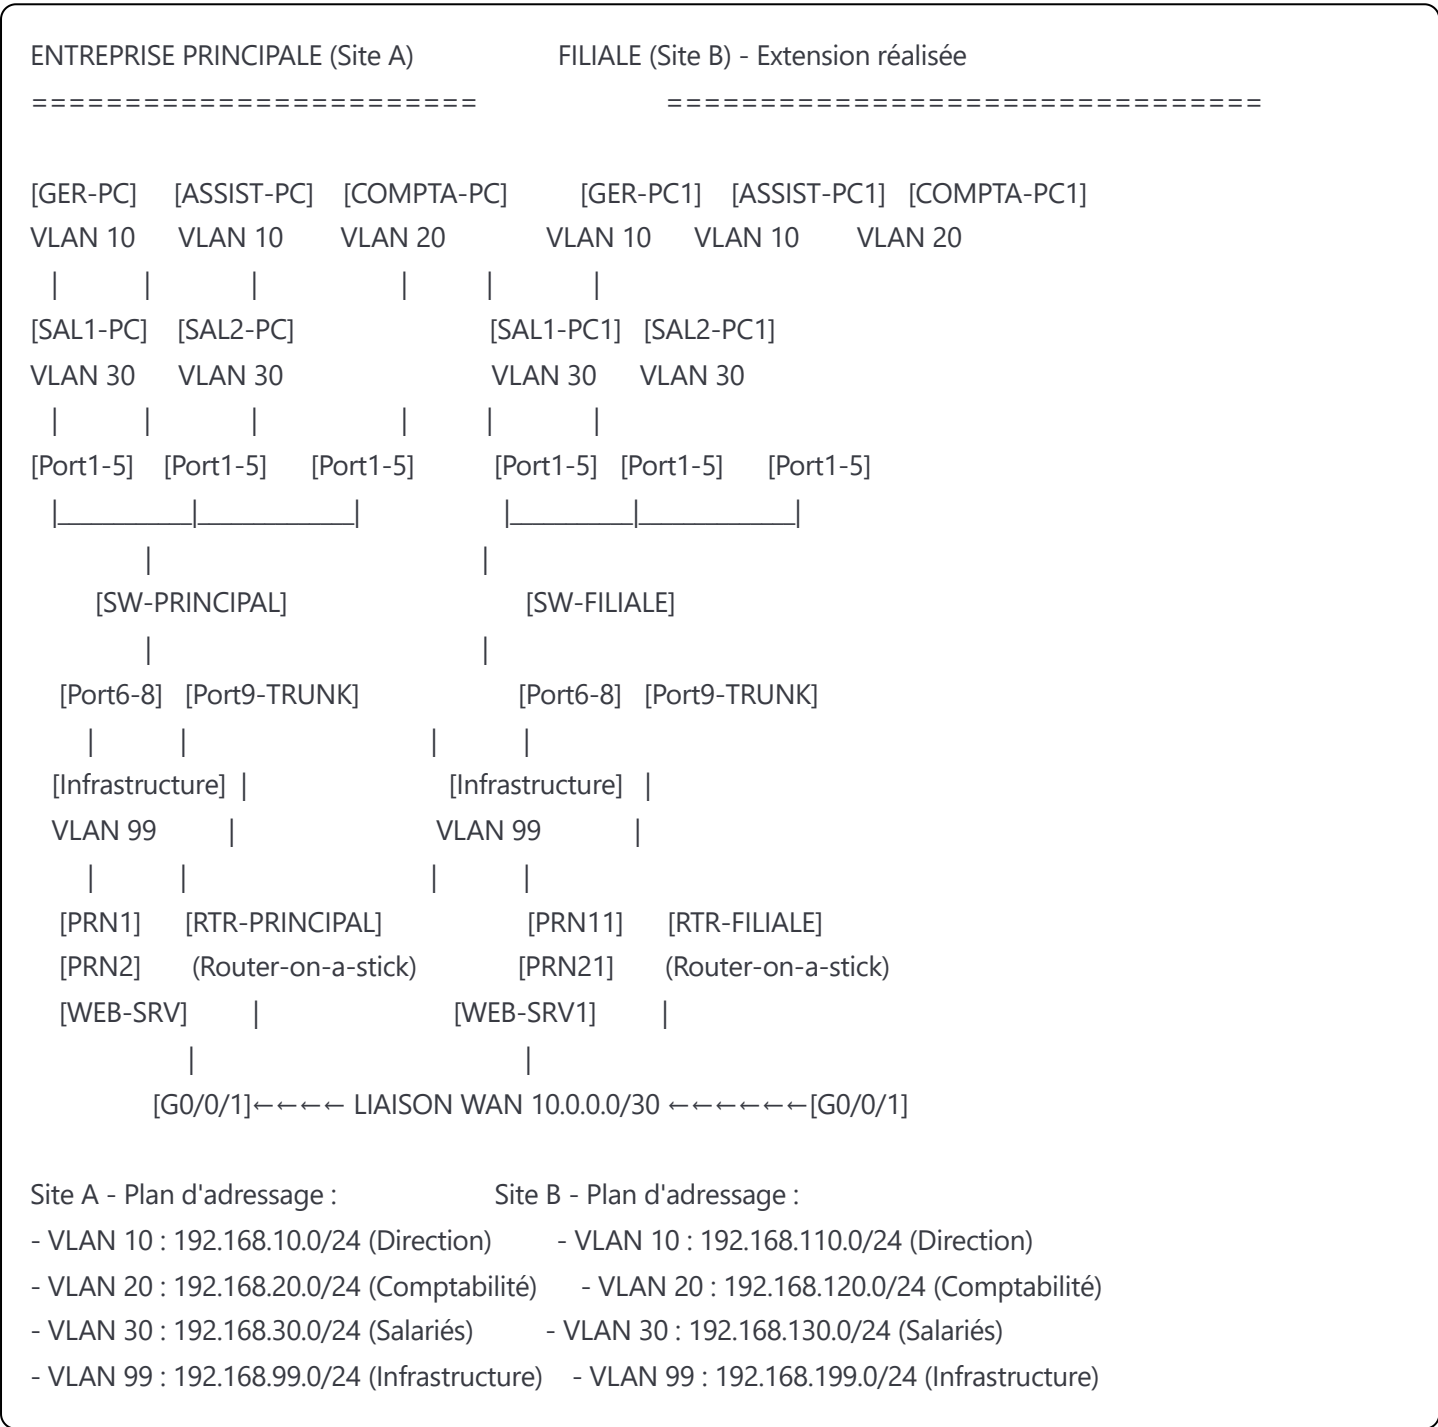 ENTREPRISE PRINCIPALE (Site A) FILIALE (Site B) - Extension réalisée
======================== ================================
[GER-PC] [ASSIST-PC] [COMPTA-PC] [GER-PC1] [ASSIST-PC1] [COMPTA-PC1]
VLAN 10 VLAN 10 VLAN 20 VLAN 10 VLAN 10 VLAN 20
| | | | | |
[SAL1-PC] [SAL2-PC] [SAL1-PC1] [SAL2-PC1]
VLAN 30 VLAN 30 VLAN 30 VLAN 30
| | | | | |
[Port1-5] [Port1-5] [Port1-5] [Port1-5] [Port1-5] [Port1-5]
|__________|____________| |_________|____________|
| |
[SW-PRINCIPAL] [SW-FILIALE]
| |
[Port6-8] [Port9-TRUNK] [Port6-8] [Port9-TRUNK]
| | | |
[Infrastructure] | [Infrastructure] |
VLAN 99 | VLAN 99 |
| | | |
[PRN1] [RTR-PRINCIPAL] [PRN11] [RTR-FILIALE]
[PRN2] (Router-on-a-stick) [PRN21] (Router-on-a-stick)
[WEB-SRV] | [WEB-SRV1] |
| |
[G0/0/1]←←←← LIAISON WAN 10.0.0.0/30 ←←←←←←[G0/0/1]
Site A - Plan d'adressage : Site B - Plan d'adressage :
- VLAN 10 : 192.168.10.0/24 (Direction) - VLAN 10 : 192.168.110.0/24 (Direction)
- VLAN 20 : 192.168.20.0/24 (Comptabilité) - VLAN 20 : 192.168.120.0/24 (Comptabilité)
- VLAN 30 : 192.168.30.0/24 (Salariés) - VLAN 30 : 192.168.130.0/24 (Salariés)
- VLAN 99 : 192.168.99.0/24 (Infrastructure) - VLAN 99 : 192.168.199.0/24 (Infrastructure)